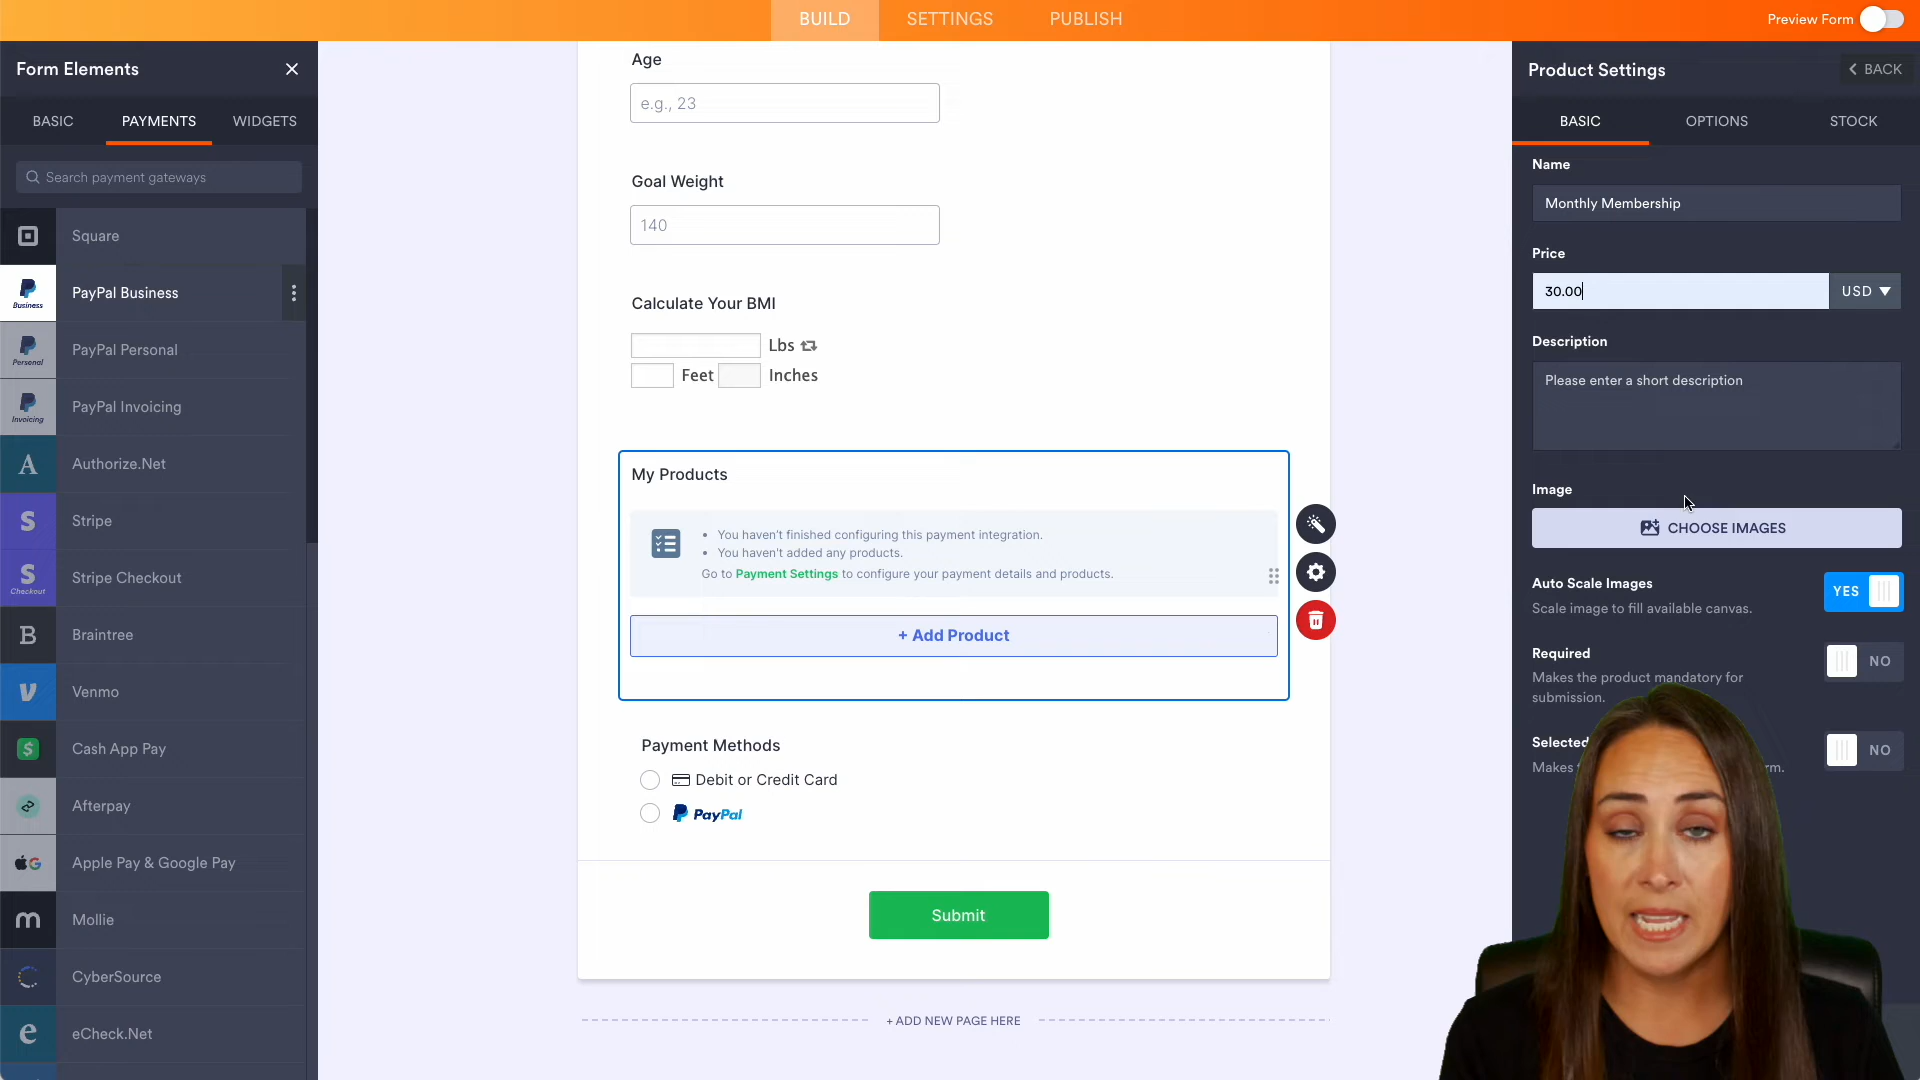 BUILD
SETTINGS
PUBLISH
Preview Form
Form Elements
BASIC
PAYMENTS
WIDGETS
Search payment gateways
Square
Business
PayPal Business
Personal
PayPal Personal
Invoicing
PayPal Invoicing
A
Authorize.Net
S
Stripe
S
Checkout
Stripe Checkout
B
Braintree
Venmo
$
Cash App Pay
Afterpay
G
Apple Pay & Google Pay
m
Mollie
CyberSource
e
eCheck.Net
Age
e.g., 23
Goal Weight
140
Calculate Your BMI
Lbs
Feet
Inches
My Products
• You haven't finished configuring this payment integration.
• You haven't added any products.
Go to Payment Settings to configure your payment details and products.
+ Add Product
Payment Methods
Debit or Credit Card
PayPal
Submit
+ ADD NEW PAGE HERE
Product Settings
BACK
BASIC
OPTIONS
STOCK
Name
Monthly Membership
Price
30.00
USD ▼
Description
Please enter a short description
Image
CHOOSE IMAGES
Auto Scale Images
Scale image to fill available canvas.
YES
Required
Makes the product mandatory for
submission.
NO
Selected
Makes
rm.
NO